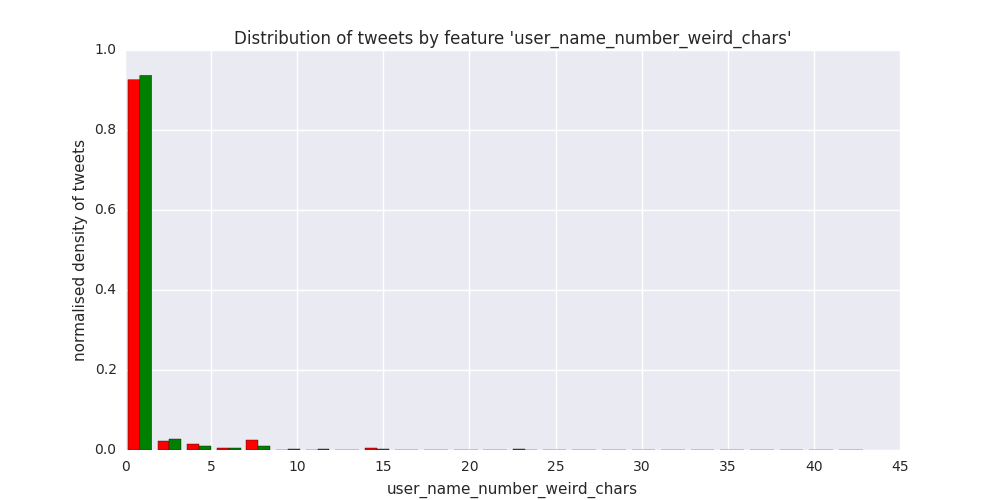 Distribution of tweets by feature 'user_name_number_weird_chars'
1.0
0.8
0.6
0.4
0.2
0.0
normalised density of tweets
0 5 10 15 20 25 30 35 40 45
user_name_number_weird_chars